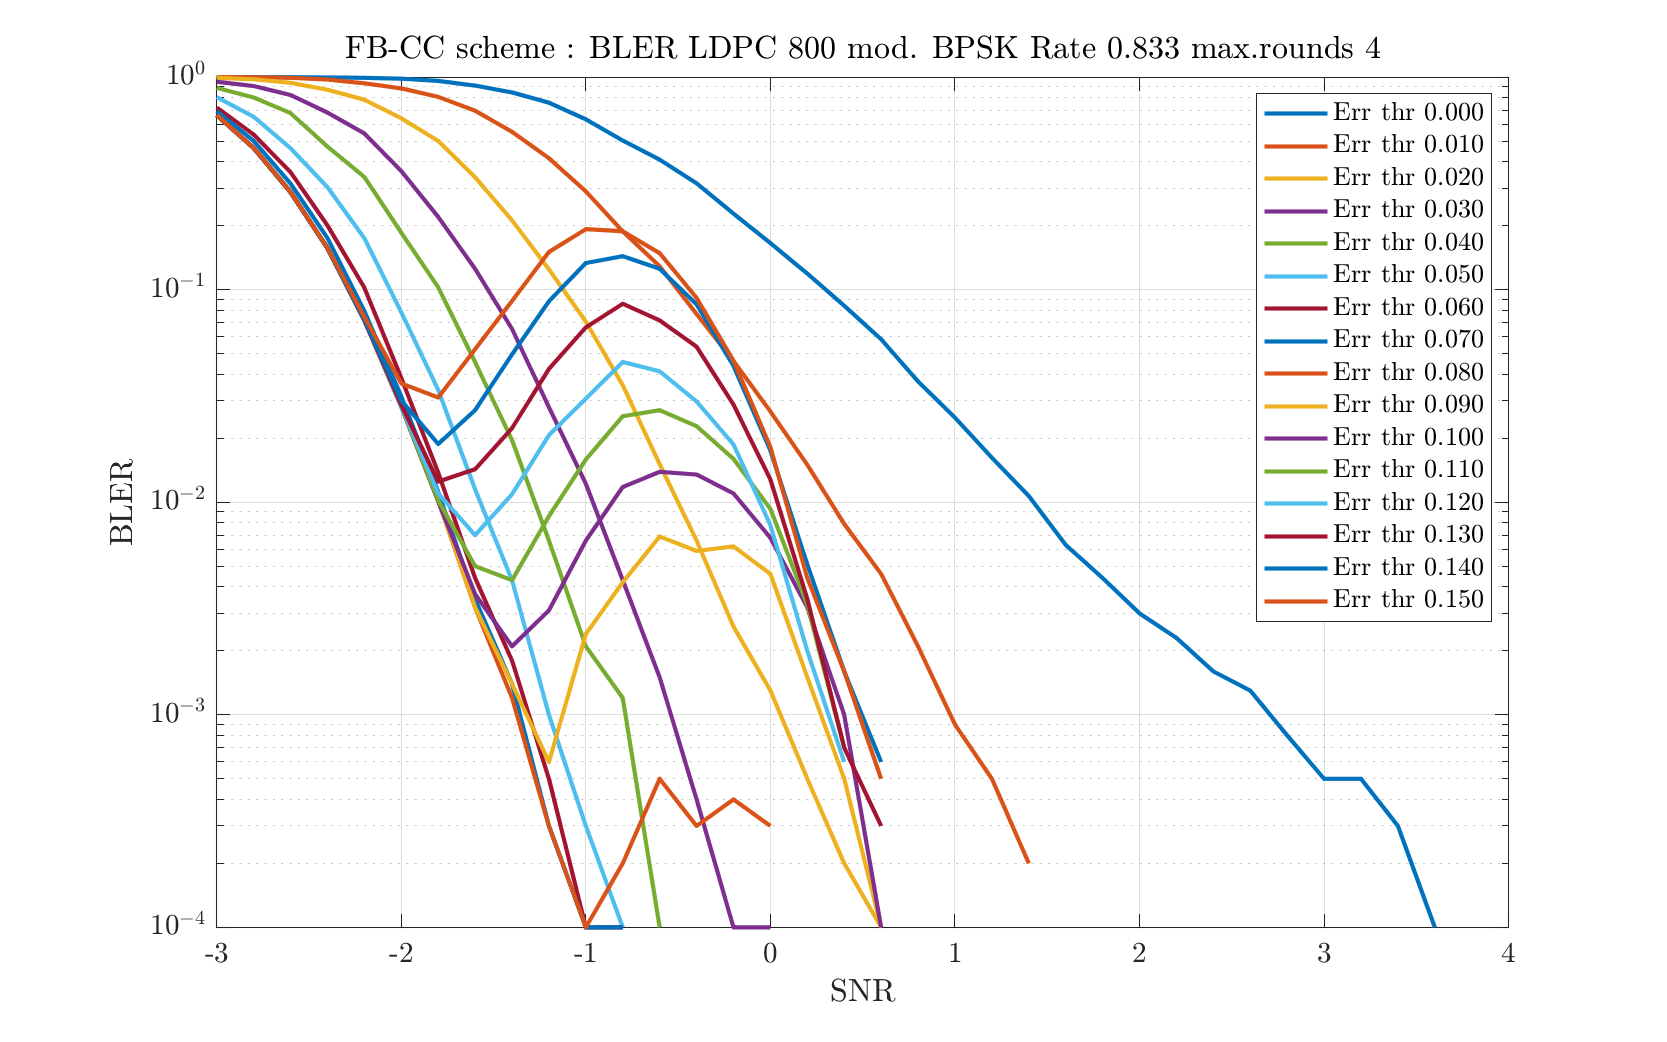 FB-CC scheme : BLER LDPC 800 mod. BPSK Rate 0.833 max.rounds 4
10^0
10^-1
10^-2
10^-3
10^-4
BLER
-3 -2 -1 0 1 2 3 4
SNR
Err thr 0.000
Err thr 0.010
Err thr 0.020
Err thr 0.030
Err thr 0.040
Err thr 0.050
Err thr 0.060
Err thr 0.070
Err thr 0.080
Err thr 0.090
Err thr 0.100
Err thr 0.110
Err thr 0.120
Err thr 0.130
Err thr 0.140
Err thr 0.150